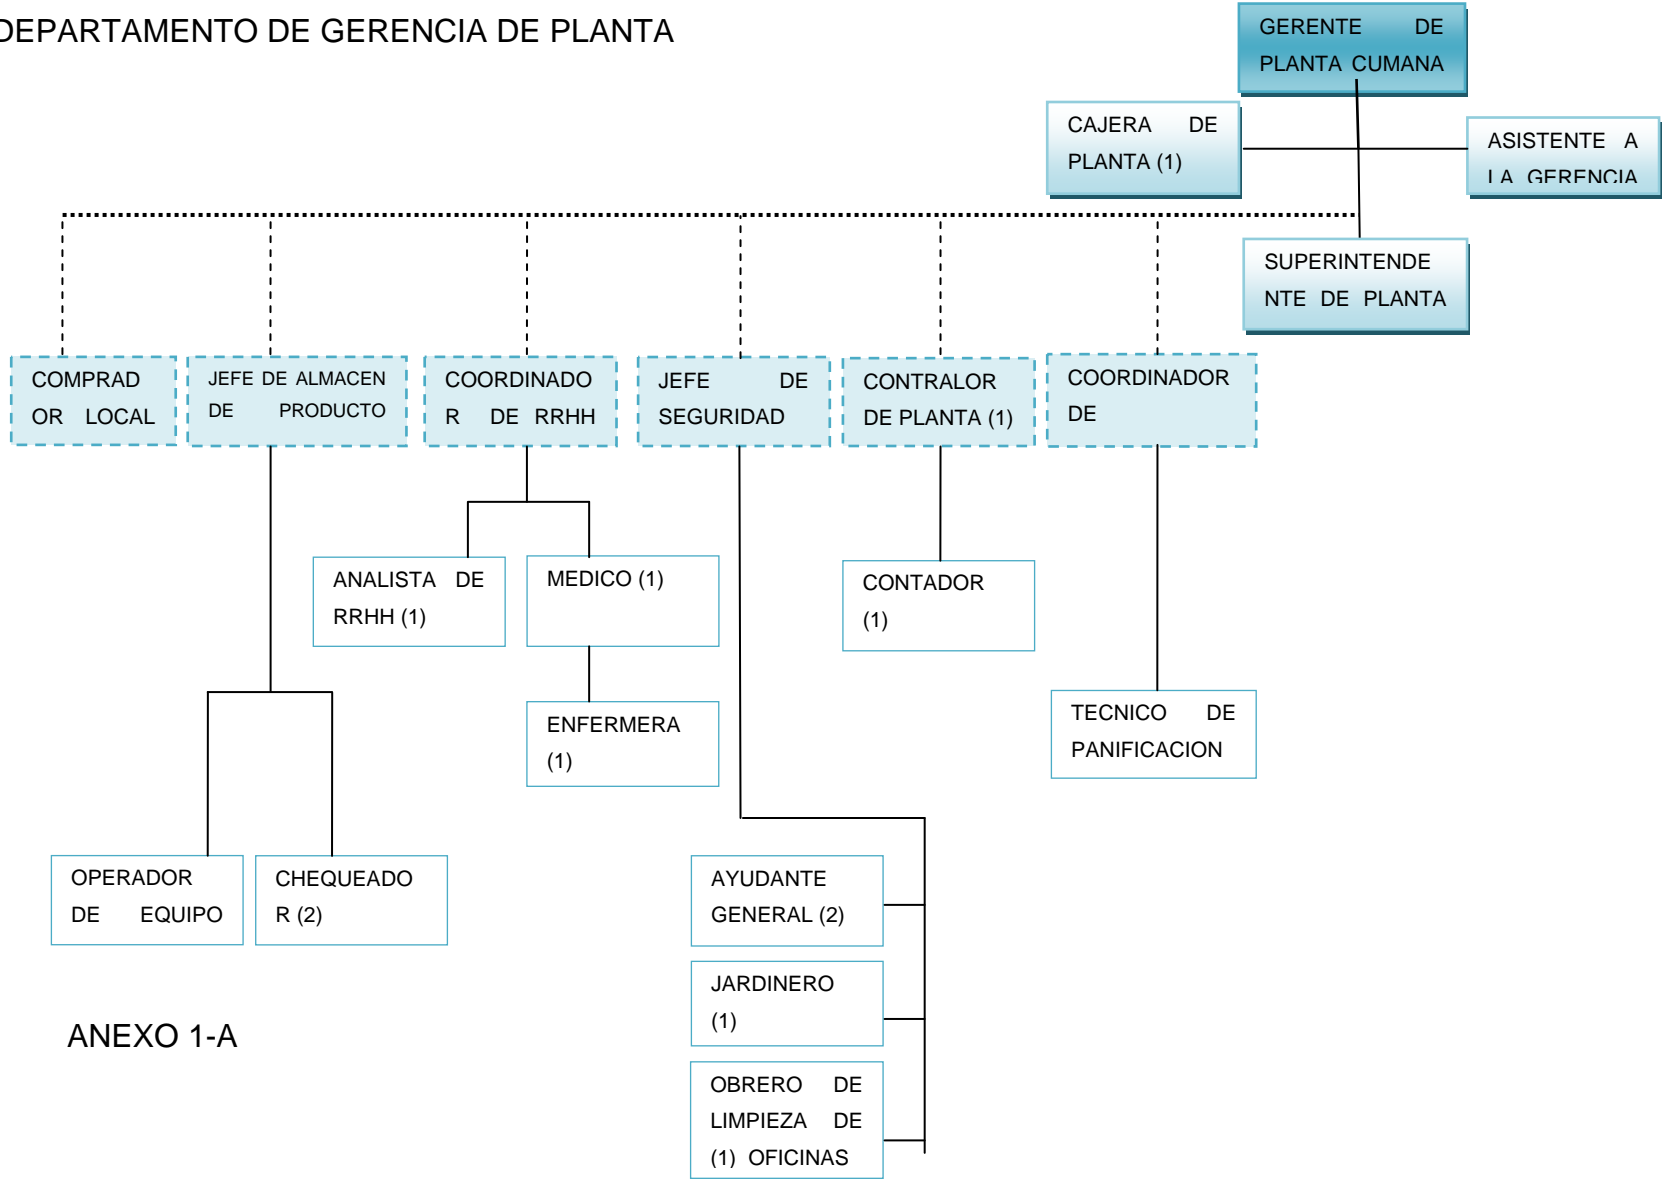 DEPARTAMENTO DE GERENCIA DE PLANTA
GERENTE DE
PLANTA CUMANA
CAJERA DE
PLANTA (1)
ASISTENTE A
LA GERENCIA
SUPERINTENDE
NTE DE PLANTA
COMPRAD
OR LOCAL
JEFE DE ALMACEN
DE PRODUCTO
COORDINADO
R DE RRHH
JEFE DE
SEGURIDAD
CONTRALOR
DE PLANTA (1)
COORDINADOR
DE
ANALISTA DE
RRHH (1)
MEDICO (1)
CONTADOR
(1)
ENFERMERA
(1)
TECNICO DE
PANIFICACION
OPERADOR
DE EQUIPO
CHEQUEADO
R (2)
AYUDANTE
GENERAL (2)
JARDINERO
(1)
OBRERO DE
LIMPIEZA DE
(1) OFICINAS
ANEXO 1-A